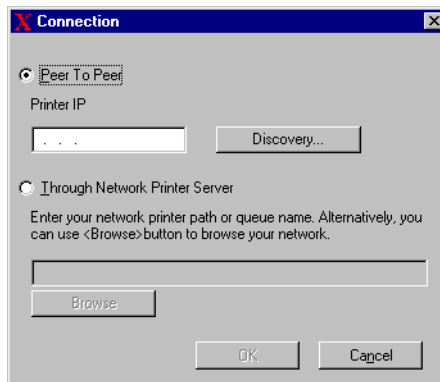 Connection
Peer To Peer
Printer IP
. . .
Discovery...
Through Network Printer Server
Enter your network printer path or queue name. Alternatively, you
can use <Browse>button to browse your network.
Browse
OK
Cancel